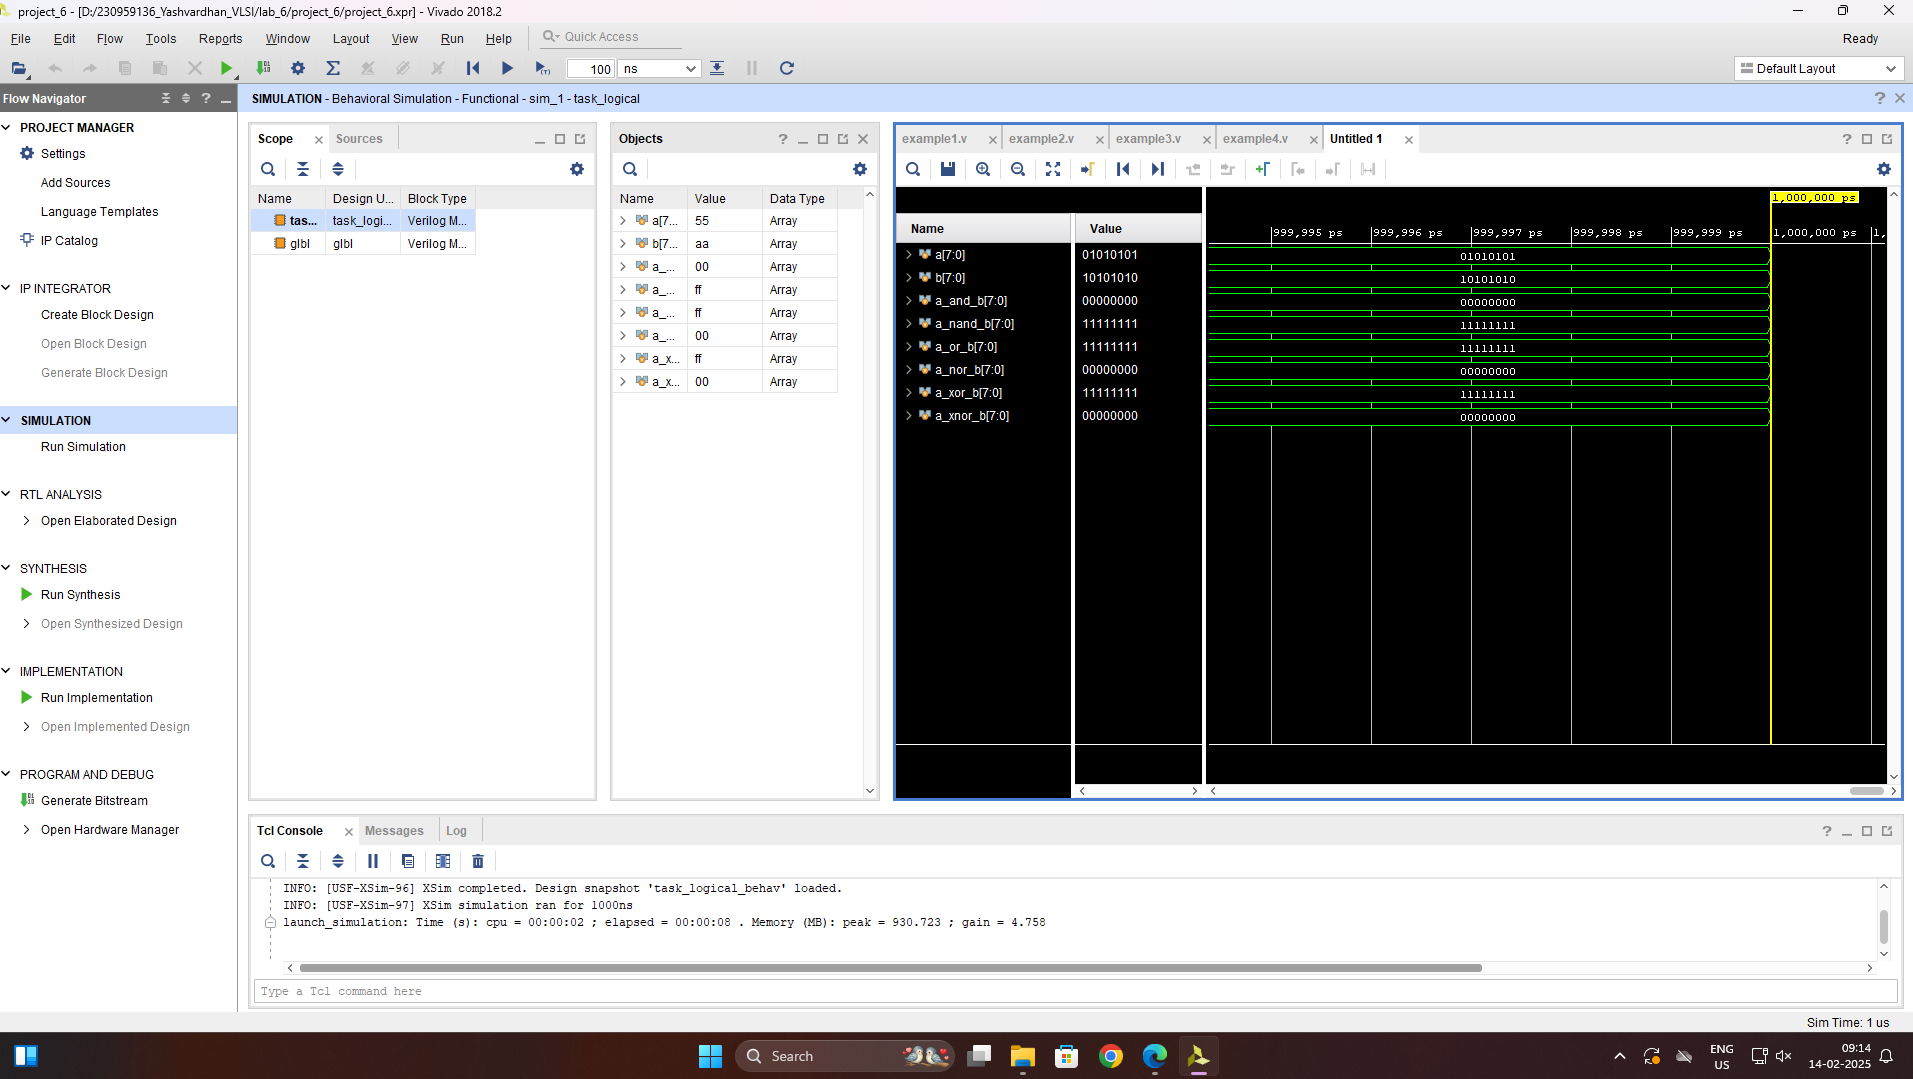 project_6 - [D:/230959136_Yashvardhan_VLSI/lab_6/project_6/project_6.xpr] - Vivado 2018.2
File Edit Flow Tools Reports Window Layout View Run Help Quick Access Ready
100 ns Default Layout
Flow Navigator
SIMULATION - Behavioral Simulation - Functional - sim_1 - task_logical
PROJECT MANAGER
Settings
Add Sources
Language Templates
IP Catalog
IP INTEGRATOR
Create Block Design
Open Block Design
Generate Block Design
SIMULATION
Run Simulation
RTL ANALYSIS
Open Elaborated Design
SYNTHESIS
Run Synthesis
Open Synthesized Design
IMPLEMENTATION
Run Implementation
Open Implemented Design
PROGRAM AND DEBUG
Generate Bitstream
Open Hardware Manager
Scope Sources
Name Design U... Block Type
tas... task_logi... Verilog M...
glbl glbl Verilog M...
Objects
Name Value Data Type
a[7... 55 Array
b[7... aa Array
a_... 00 Array
a_... ff Array
a_... ff Array
a_... 00 Array
a_x... ff Array
a_x... 00 Array
example1.v example2.v example3.v example4.v Untitled 1
1,000,000 ps
Name Value 999,995 ps 999,996 ps 999,997 ps 999,998 ps 999,999 ps 1,000,000 ps 1,
a[7:0] 01010101 01010101
b[7:0] 10101010 10101010
a_and_b[7:0] 00000000 00000000
a_nand_b[7:0] 11111111 11111111
a_or_b[7:0] 11111111 11111111
a_nor_b[7:0] 00000000 00000000
a_xor_b[7:0] 11111111 11111111
a_xnor_b[7:0] 00000000 00000000
Tcl Console Messages Log
INFO: [USF-XSim-96] XSim completed. Design snapshot 'task_logical_behav' loaded.
INFO: [USF-XSim-97] XSim simulation ran for 1000ns
launch_simulation: Time (s): cpu = 00:00:02 ; elapsed = 00:00:08 . Memory (MB): peak = 930.723 ; gain = 4.758
Type a Tcl command here
Sim Time: 1 us
Search
ENG
US
09:14
14-02-2025